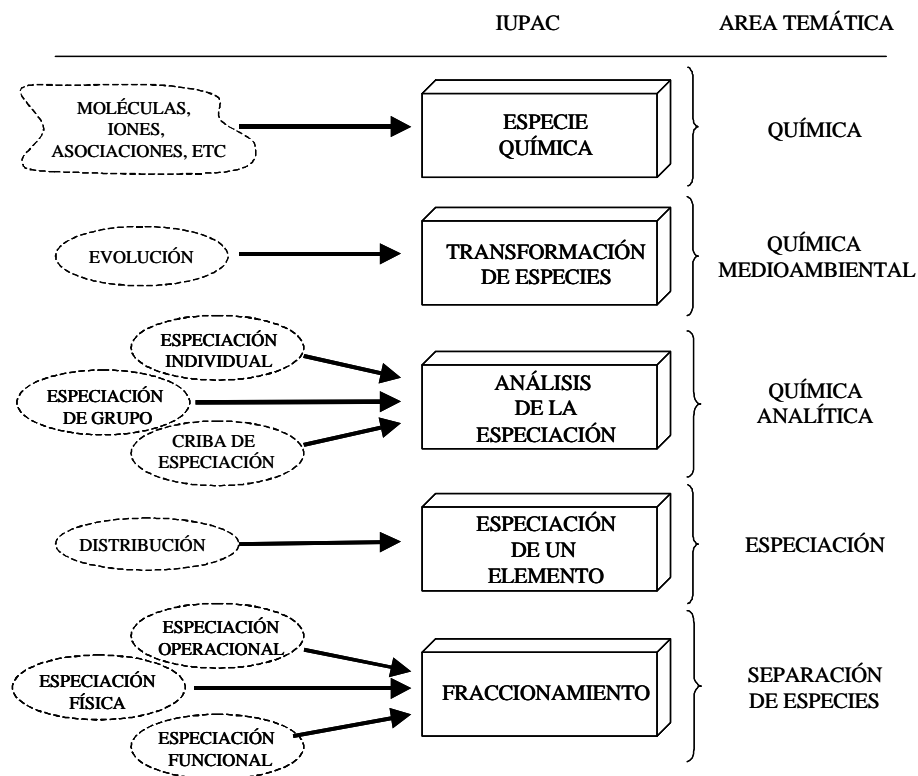 IUPAC
AREA TEMÁTICA
MOLÉCULAS,
IONES,
ASOCIACIONES, ETC
ESPECIE
QUÍMICA
QUÍMICA
EVOLUCIÓN
TRANSFORMACIÓN
DE ESPECIES
QUÍMICA
MEDIOAMBIENTAL
ESPECIACIÓN
INDIVIDUAL
ESPECIACIÓN
DE GRUPO
CRIBA DE
ESPECIACIÓN
ANÁLISIS
DE LA
ESPECIACIÓN
QUÍMICA
ANALÍTICA
DISTRIBUCIÓN
ESPECIACIÓN
DE UN
ELEMENTO
ESPECIACIÓN
ESPECIACIÓN
OPERACIONAL
ESPECIACIÓN
FÍSICA
ESPECIACIÓN
FUNCIONAL
FRACCIONAMIENTO
SEPARACIÓN
DE ESPECIES